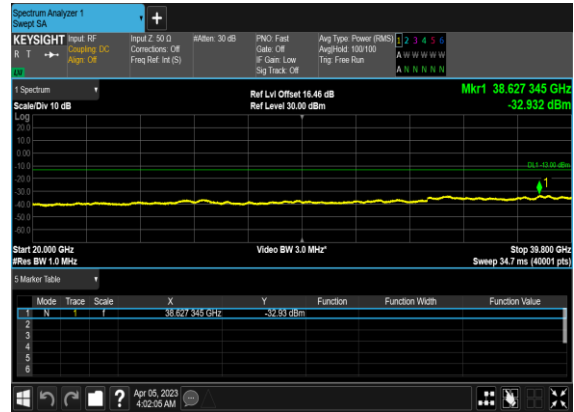 Spectrum Analyzer 1
Swept SA
+
KEYSIGHT Input: RF Input Z: 50 Ω #Atten: 30 dB PNO: Fast Avg Type: Power (RMS) 1 2 3 4 5 6
R T Coupling: DC Corrections: Off Gate: Off Avg|Hold: 100/100 A W W W W W
Align: Off Freq Ref: Int (S) IF Gain: Low Trig: Free Run
LW Sig Track: Off A N N N N N
1 Spectrum Ref Lvl Offset 16.46 dB Mkr1 38.627 345 GHz
Scale/Div 10 dB Ref Level 30.00 dBm -32.932 dBm
Log
20.0
10.0
0.00
-10.0
DL1 -13.00 dBm
-20.0
1
-30.0
-40.0
-50.0
-60.0
Start 20.000 GHz Video BW 3.0 MHz* Stop 39.800 GHz
#Res BW 1.0 MHz Sweep 34.7 ms (40001 pts)
5 Marker Table
Mode Trace Scale X Y Function Function Width Function Value
1 N 1 f 38.627 345 GHz -32.93 dBm
2
3
4
5
6
? Apr 05, 2023
4:02:05 AM